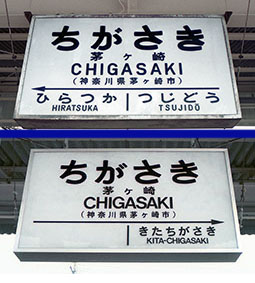 ちがさき
茅ヶ崎
CHIGASAKI
(神奈川県茅ヶ崎市)
ひらつか つじどう
HIRATSUKA TSUJIDŌ
ちがさき
茅ヶ崎
CHIGASAKI
(神奈川県茅ヶ崎市)
きたちがさき
KITA-CHIGASAKI